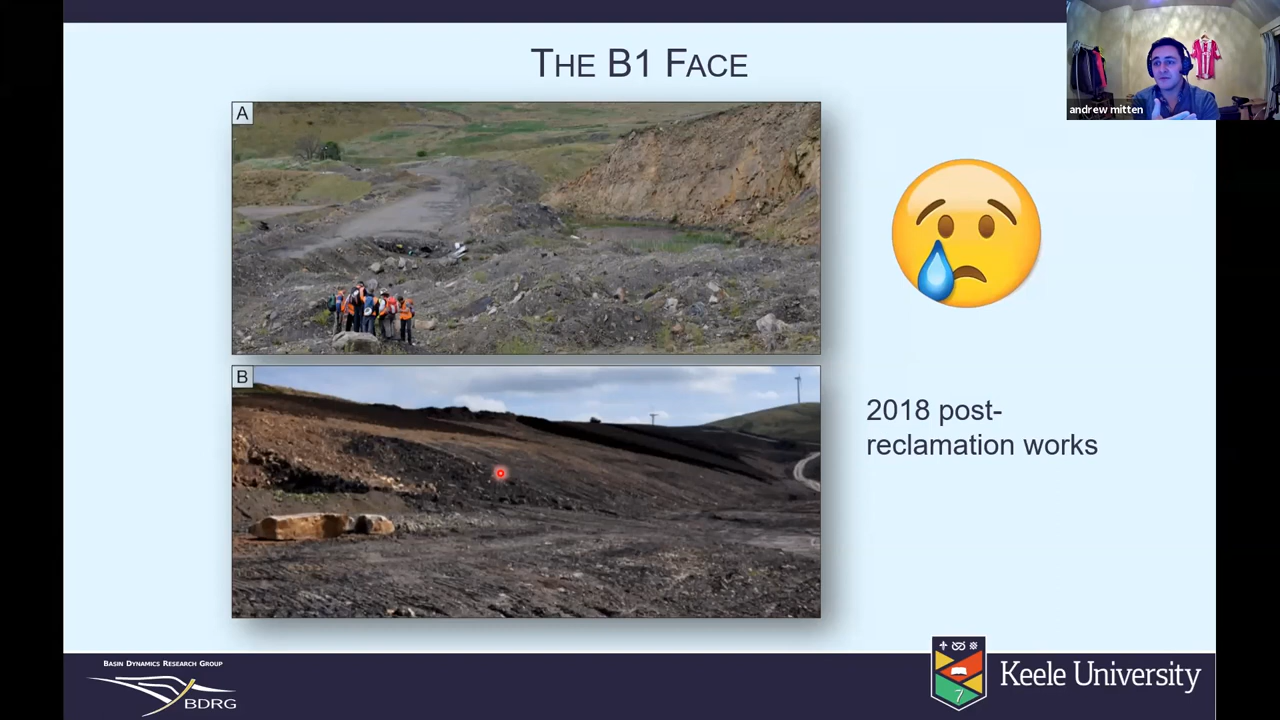 THE B1 FACE
andrew mitten
A
B
2018 post-
reclamation works
BASIN DYNAMICS RESEARCH GROUP
BDRG
Keele University